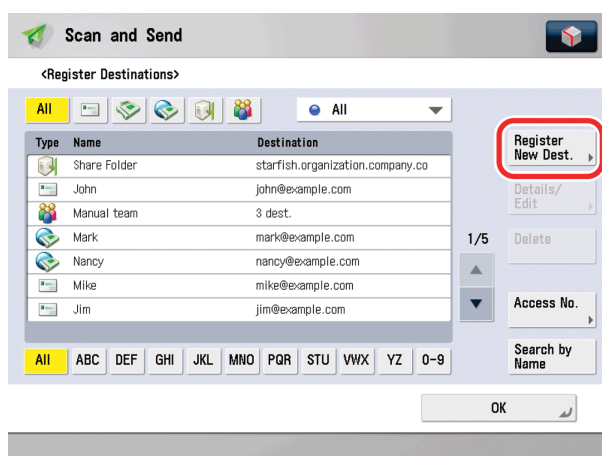 Scan and Send
<Register Destinations>
All
All
Type Name Destination
Share Folder starfish.organization.company.co
John john@example.com
Manual team 3 dest.
Mark mark@example.com
Nancy nancy@example.com
Mike mike@example.com
Jim jim@example.com
1/5
Register
New Dest.
Details/
Edit
Delete
Access No.
Search by
Name
All ABC DEF GHI JKL MNO PQR STU VWX YZ 0-9
OK